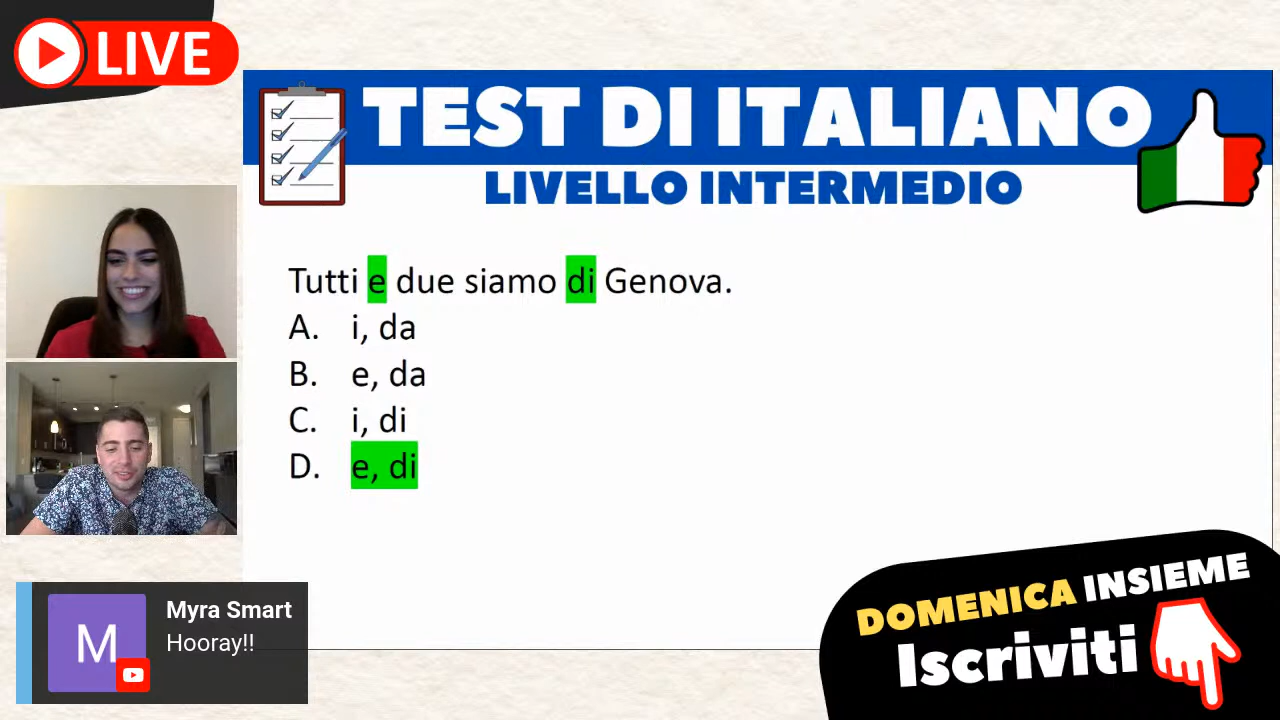 LIVE
TEST DI ITALIANO
LIVELLO INTERMEDIO
Tutti e due siamo di Genova.
A. i, da
B. e, da
C. i, di
D. e, di
M
Myra Smart
Hooray!!
DOMENICA INSIEME
Iscriviti